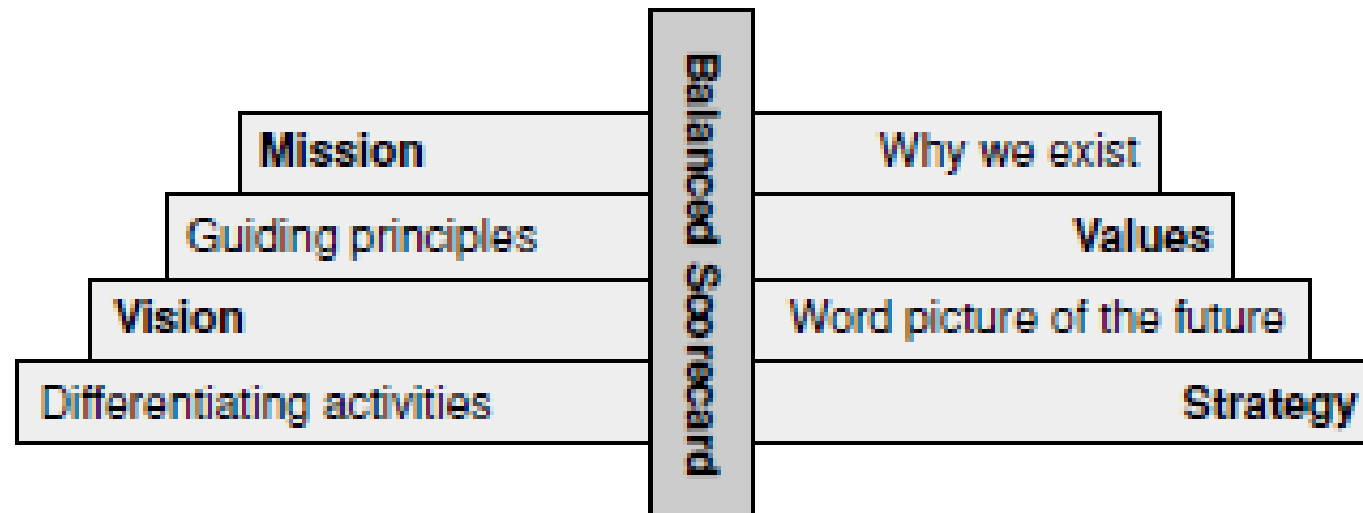 Balanced Scorecard
Mission
Why we exist
Guiding principles
Values
Vision
Word picture of the future
Differentiating activities
Strategy